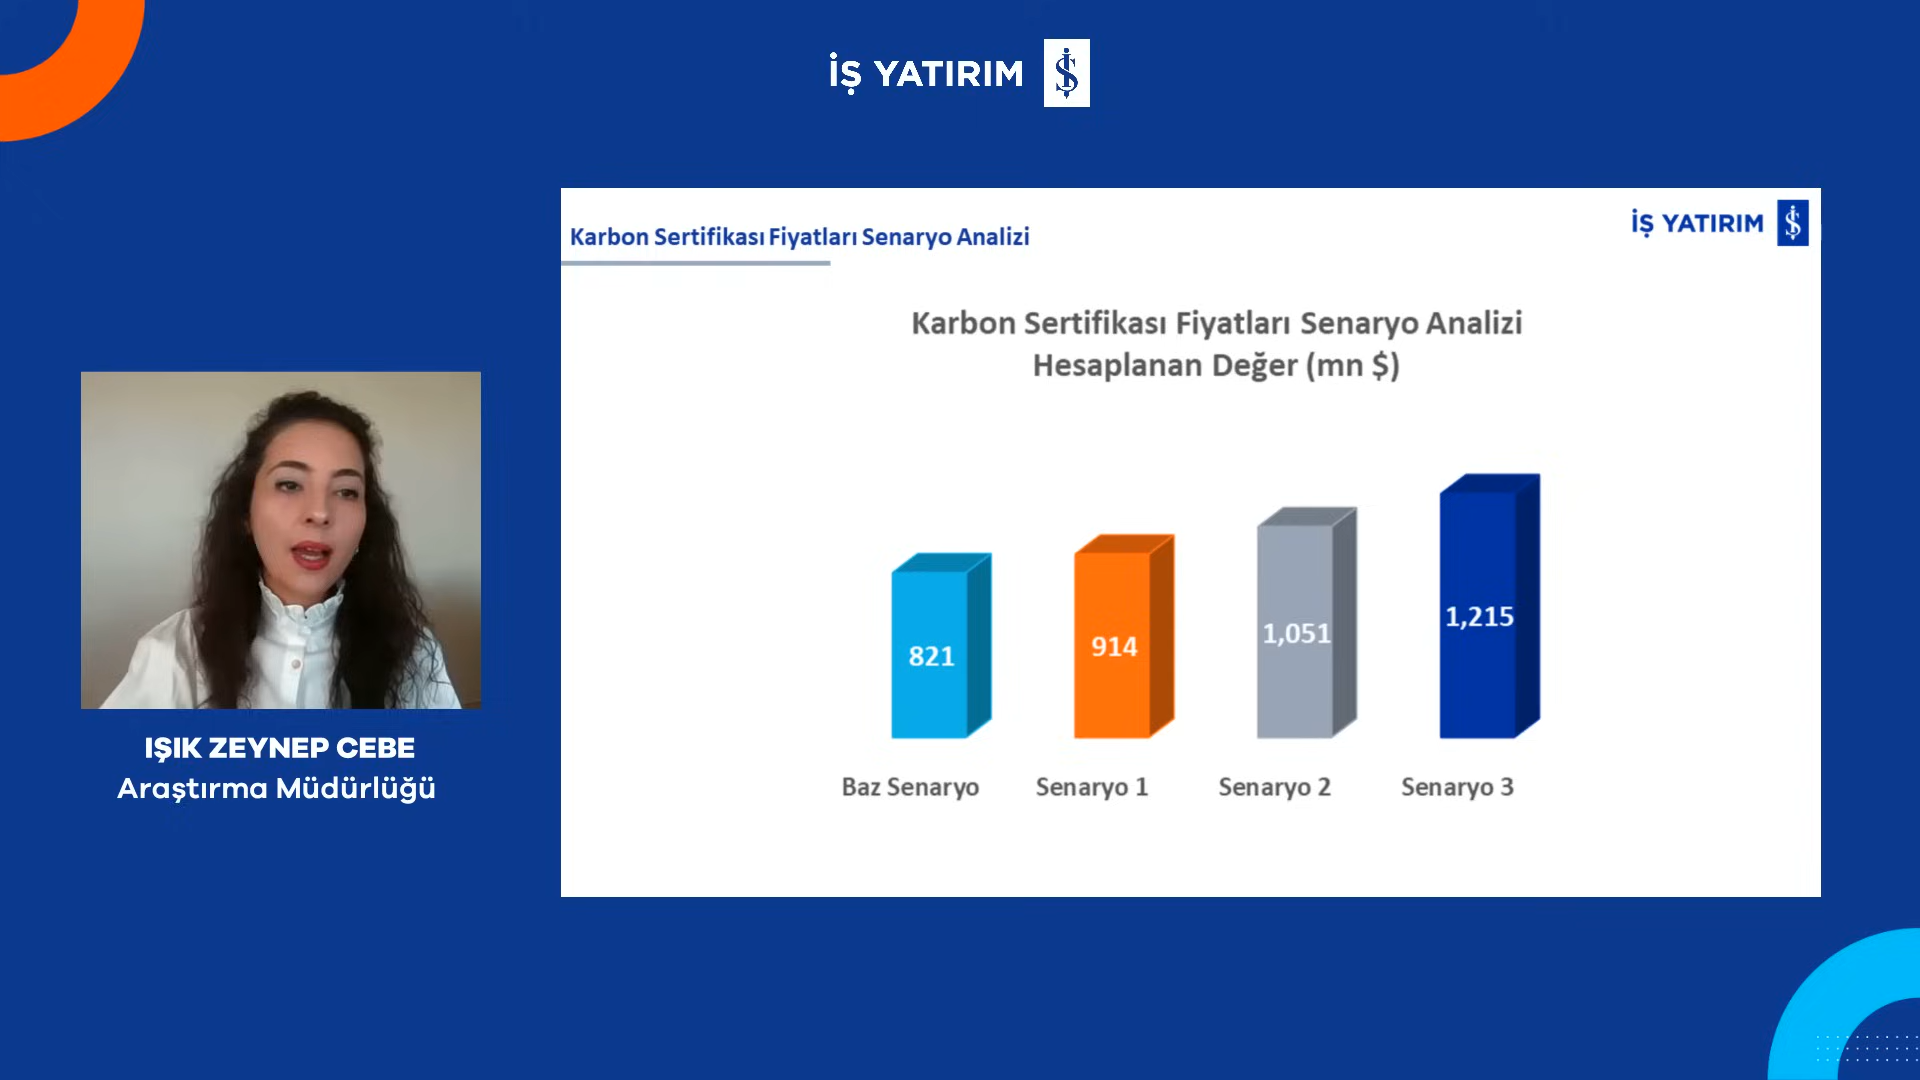 İŞ YATIRIM
Karbon Sertifikası Fiyatları Senaryo Analizi
İŞ YATIRIM
Karbon Sertifikası Fiyatları Senaryo Analizi
Hesaplanan Değer (mn $)
821
914
1,051
1,215
Baz Senaryo
Senaryo 1
Senaryo 2
Senaryo 3
IŞIK ZEYNEP CEBE
Araştırma Müdürlüğü